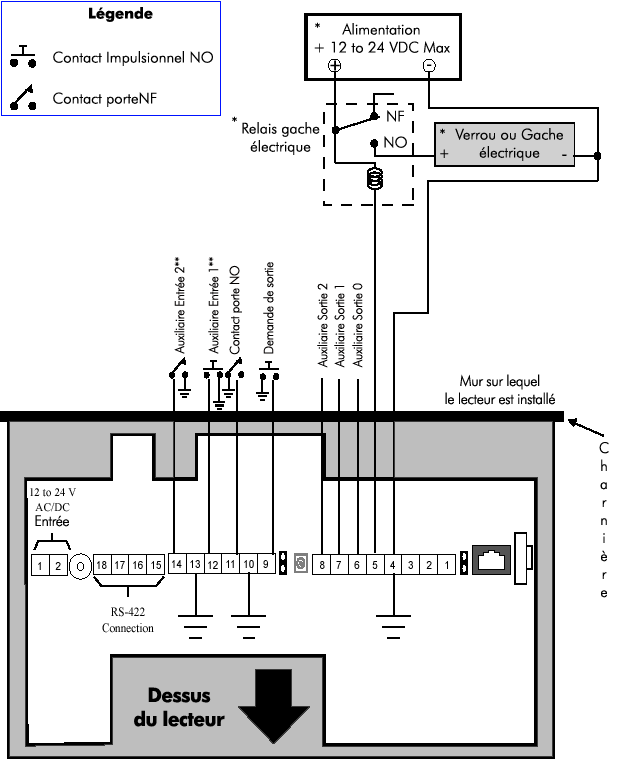 Légende
Contact Impulsionnel NO
Contact porteNF
* Alimentation
+ 12 to 24 VDC Max
+ -
* Relais gache
électrique
NF
NO
* Verrou ou Gache
+ électrique -
Auxiliaire Entrée 2**
Auxiliaire Entrée 1**
Contact porte NO
Demande de sortie
Auxiliaire Sortie 2
Auxiliaire Sortie 1
Auxiliaire Sortie 0
Mur sur lequel
le lecteur est installé
Charnière
12 to 24 V
AC/DC
Entrée
1 2 18 17 16 15 14 13 12 11 10 9 8 7 6 5 4 3 2 1
RS-422
Connection
Dessus
du lecteur